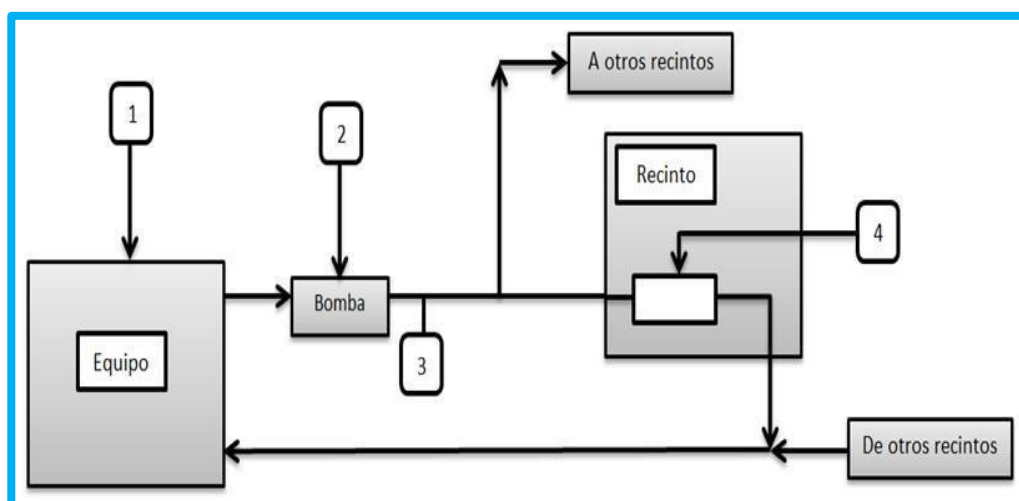 A otros recintos
1
2
Recinto
4
Bomba
Equipo
3
De otros recintos